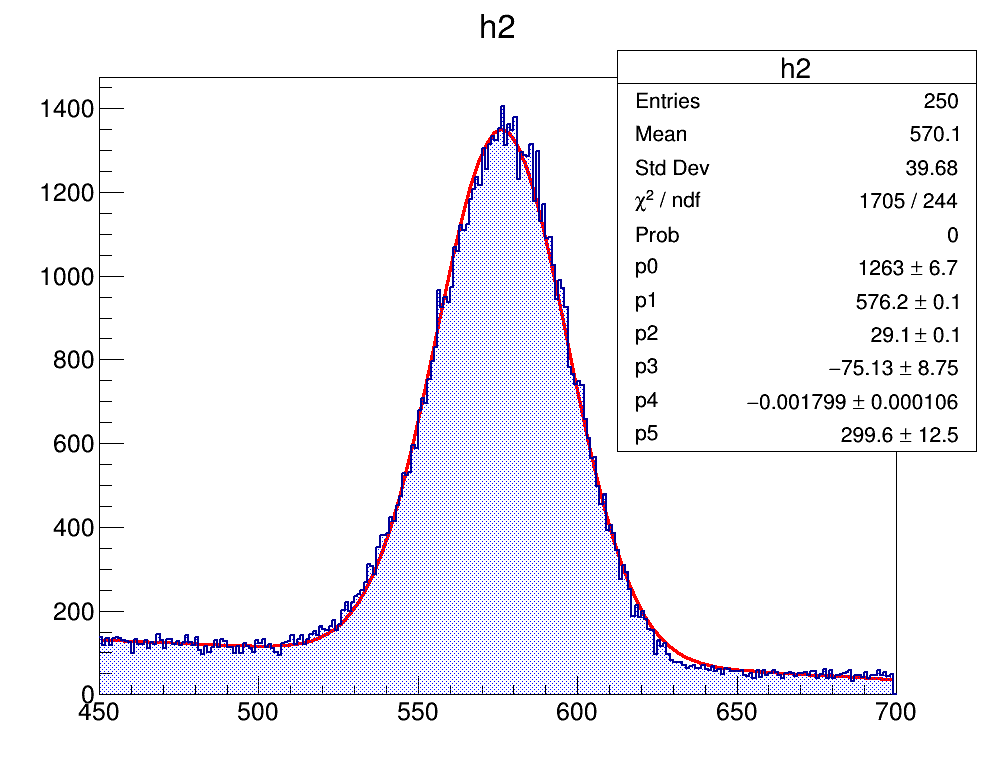 h2
h2
Entries 250
Mean 570.1
Std Dev 39.68
χ² / ndf 1705 / 244
Prob 0
p0 1263 ± 6.7
p1 576.2 ± 0.1
p2 29.1 ± 0.1
p3 −75.13 ± 8.75
p4 −0.001799 ± 0.000106
p5 299.6 ± 12.5
1400
1200
1000
800
600
400
200
0
450 500 550 600 650 700